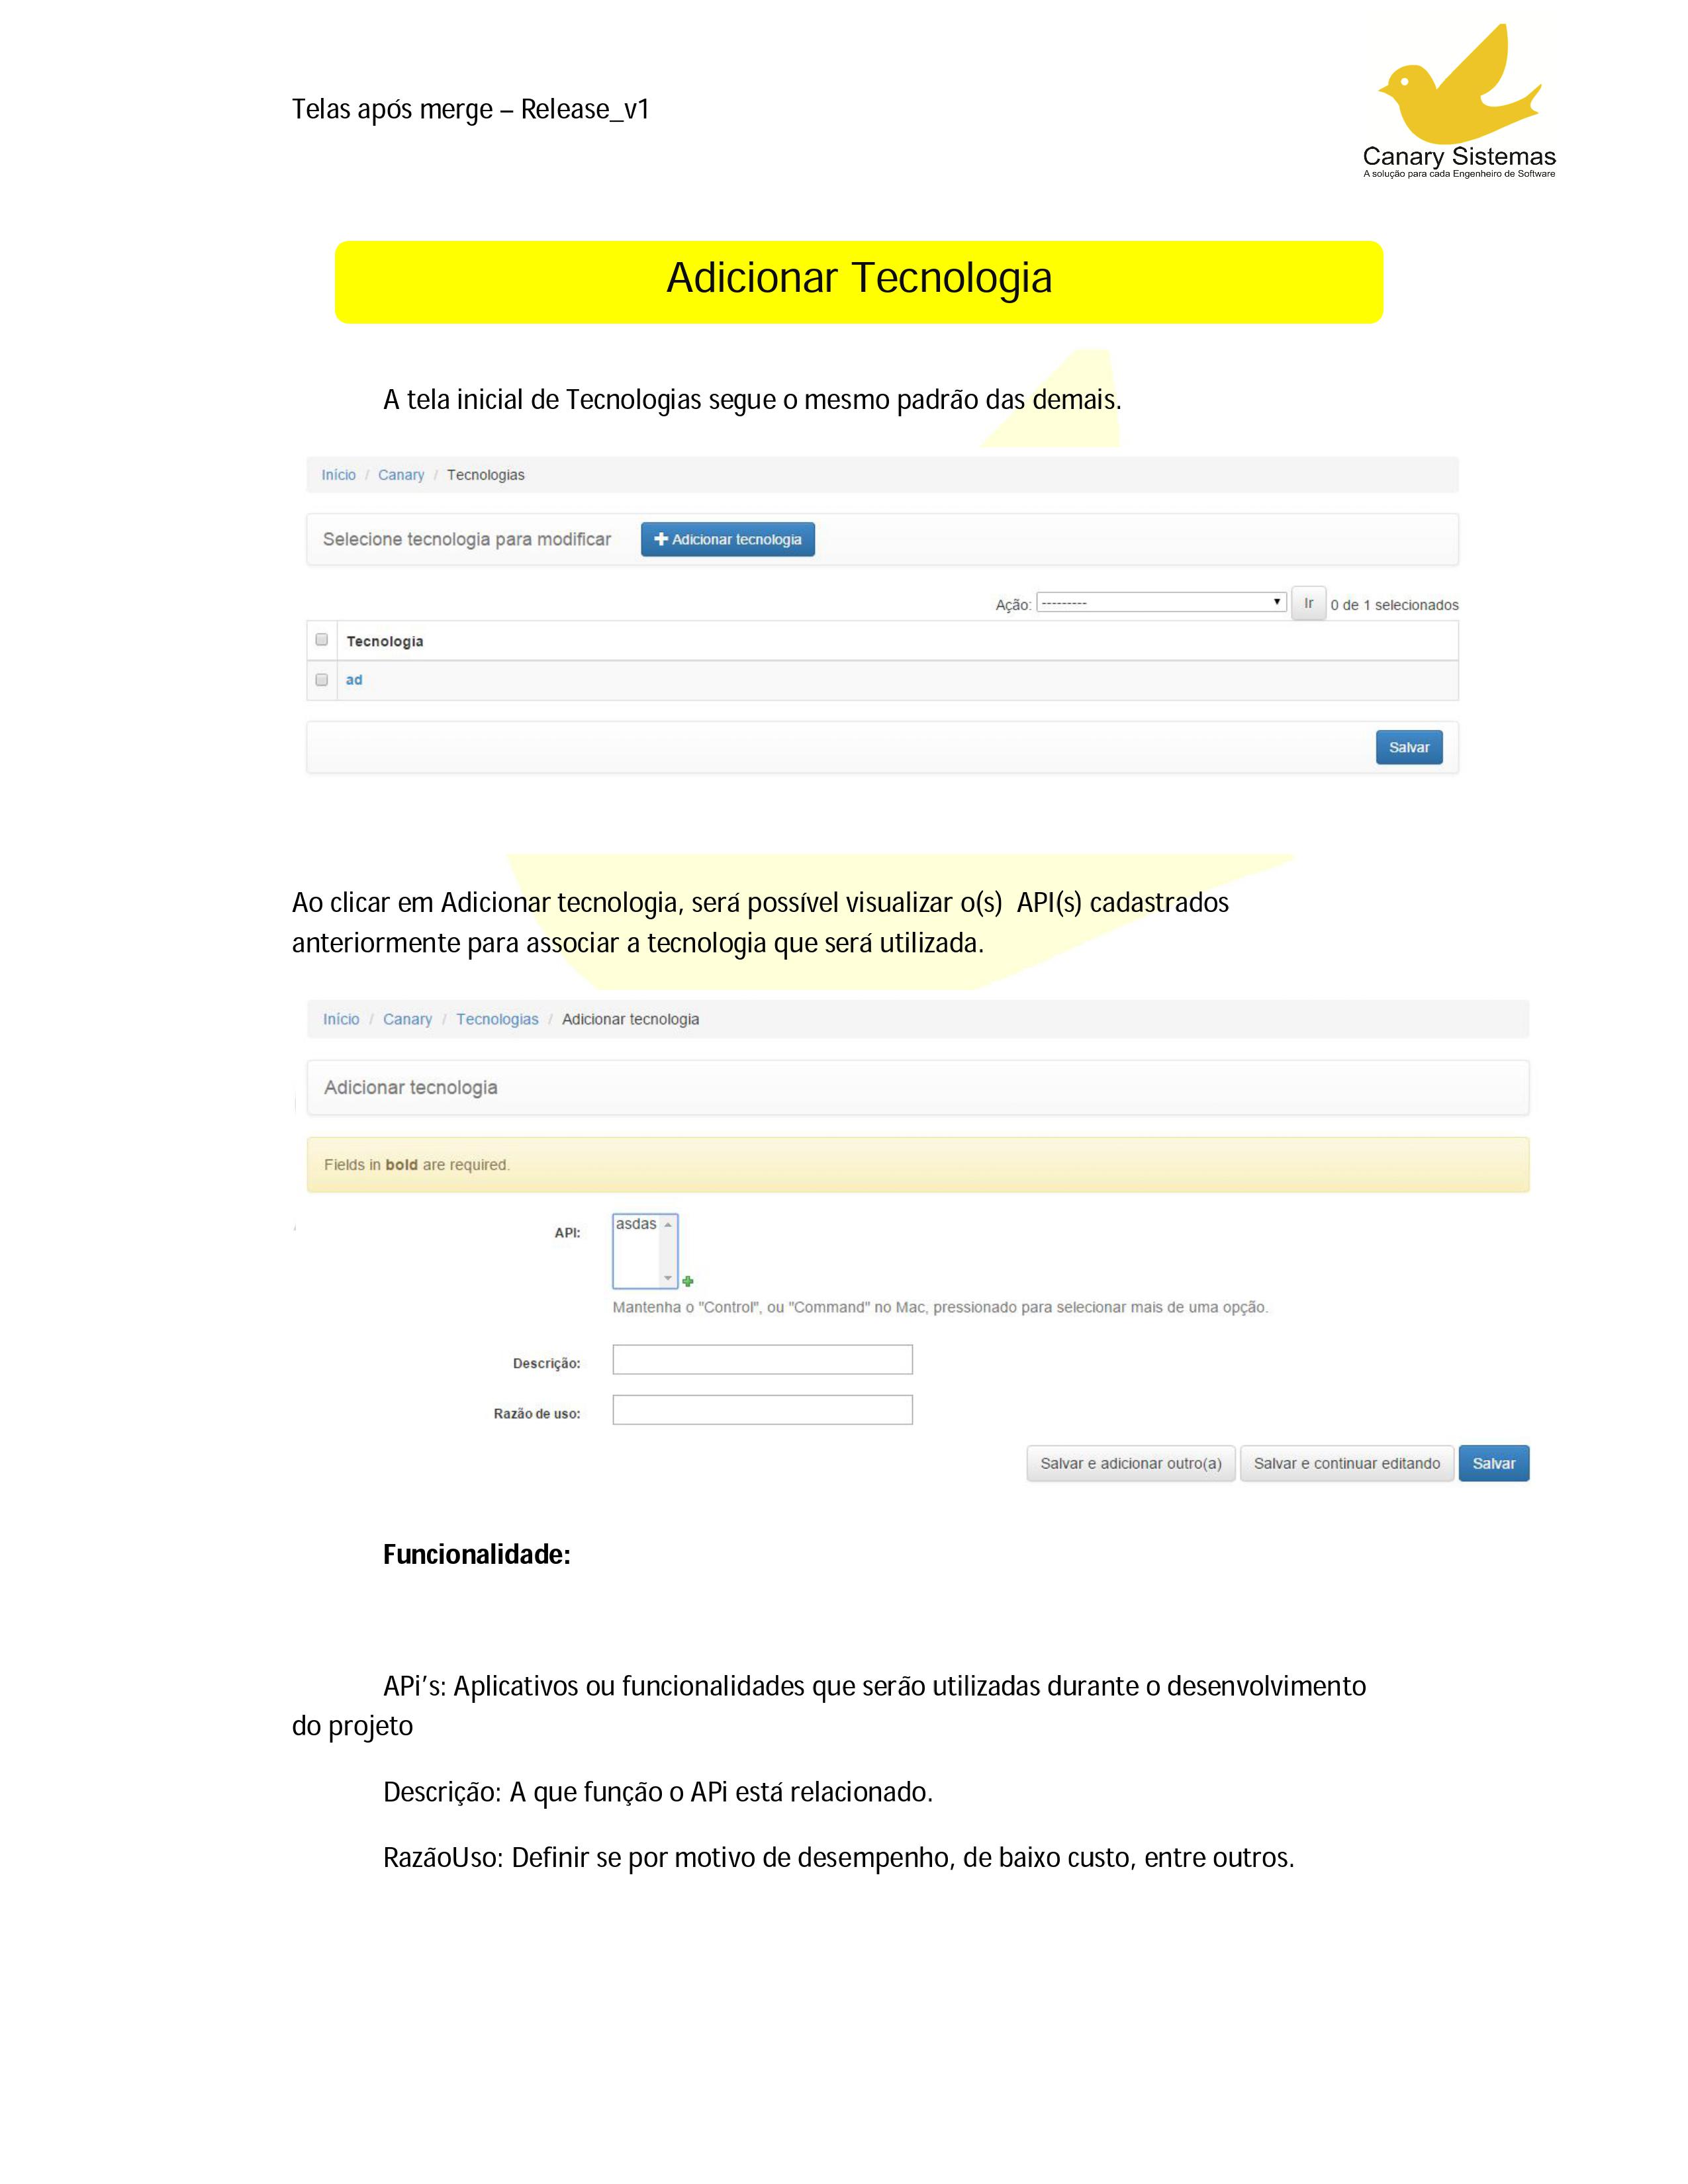 Telas após merge – Release_v1
Canary Sistemas
A solução para cada Engenheiro de Software
Adicionar Tecnologia
A tela inicial de Tecnologias segue o mesmo padrão das demais.
Início / Canary / Tecnologias
Selecione tecnologia para modificar Adicionar tecnologia
Ação: --------- Ir 0 de 1 selecionados
Tecnologia
ad
Salvar
Ao clicar em Adicionar tecnologia, será possível visualizar o(s) API(s) cadastrados
anteriormente para associar a tecnologia que será utilizada.
Início / Canary / Tecnologias / Adicionar tecnologia
Adicionar tecnologia
Fields in bold are required.
API: asdas
Mantenha o "Control", ou "Command" no Mac, pressionado para selecionar mais de uma opção.
Descrição:
Razão de uso:
Salvar e adicionar outro(a) Salvar e continuar editando Salvar
Funcionalidade:
APi’s: Aplicativos ou funcionalidades que serão utilizadas durante o desenvolvimento
do projeto
Descrição: A que função o APi está relacionado.
RazãoUso: Definir se por motivo de desempenho, de baixo custo, entre outros.